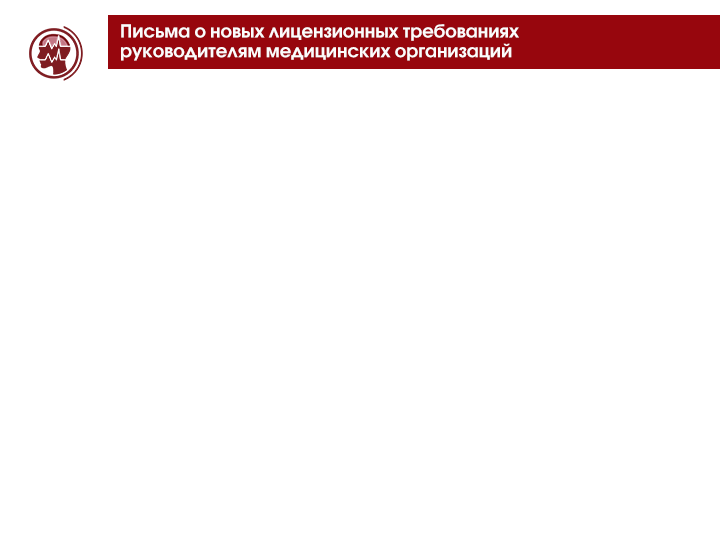 Письма о новых лицензионных требованиях
руководителям медицинских организаций